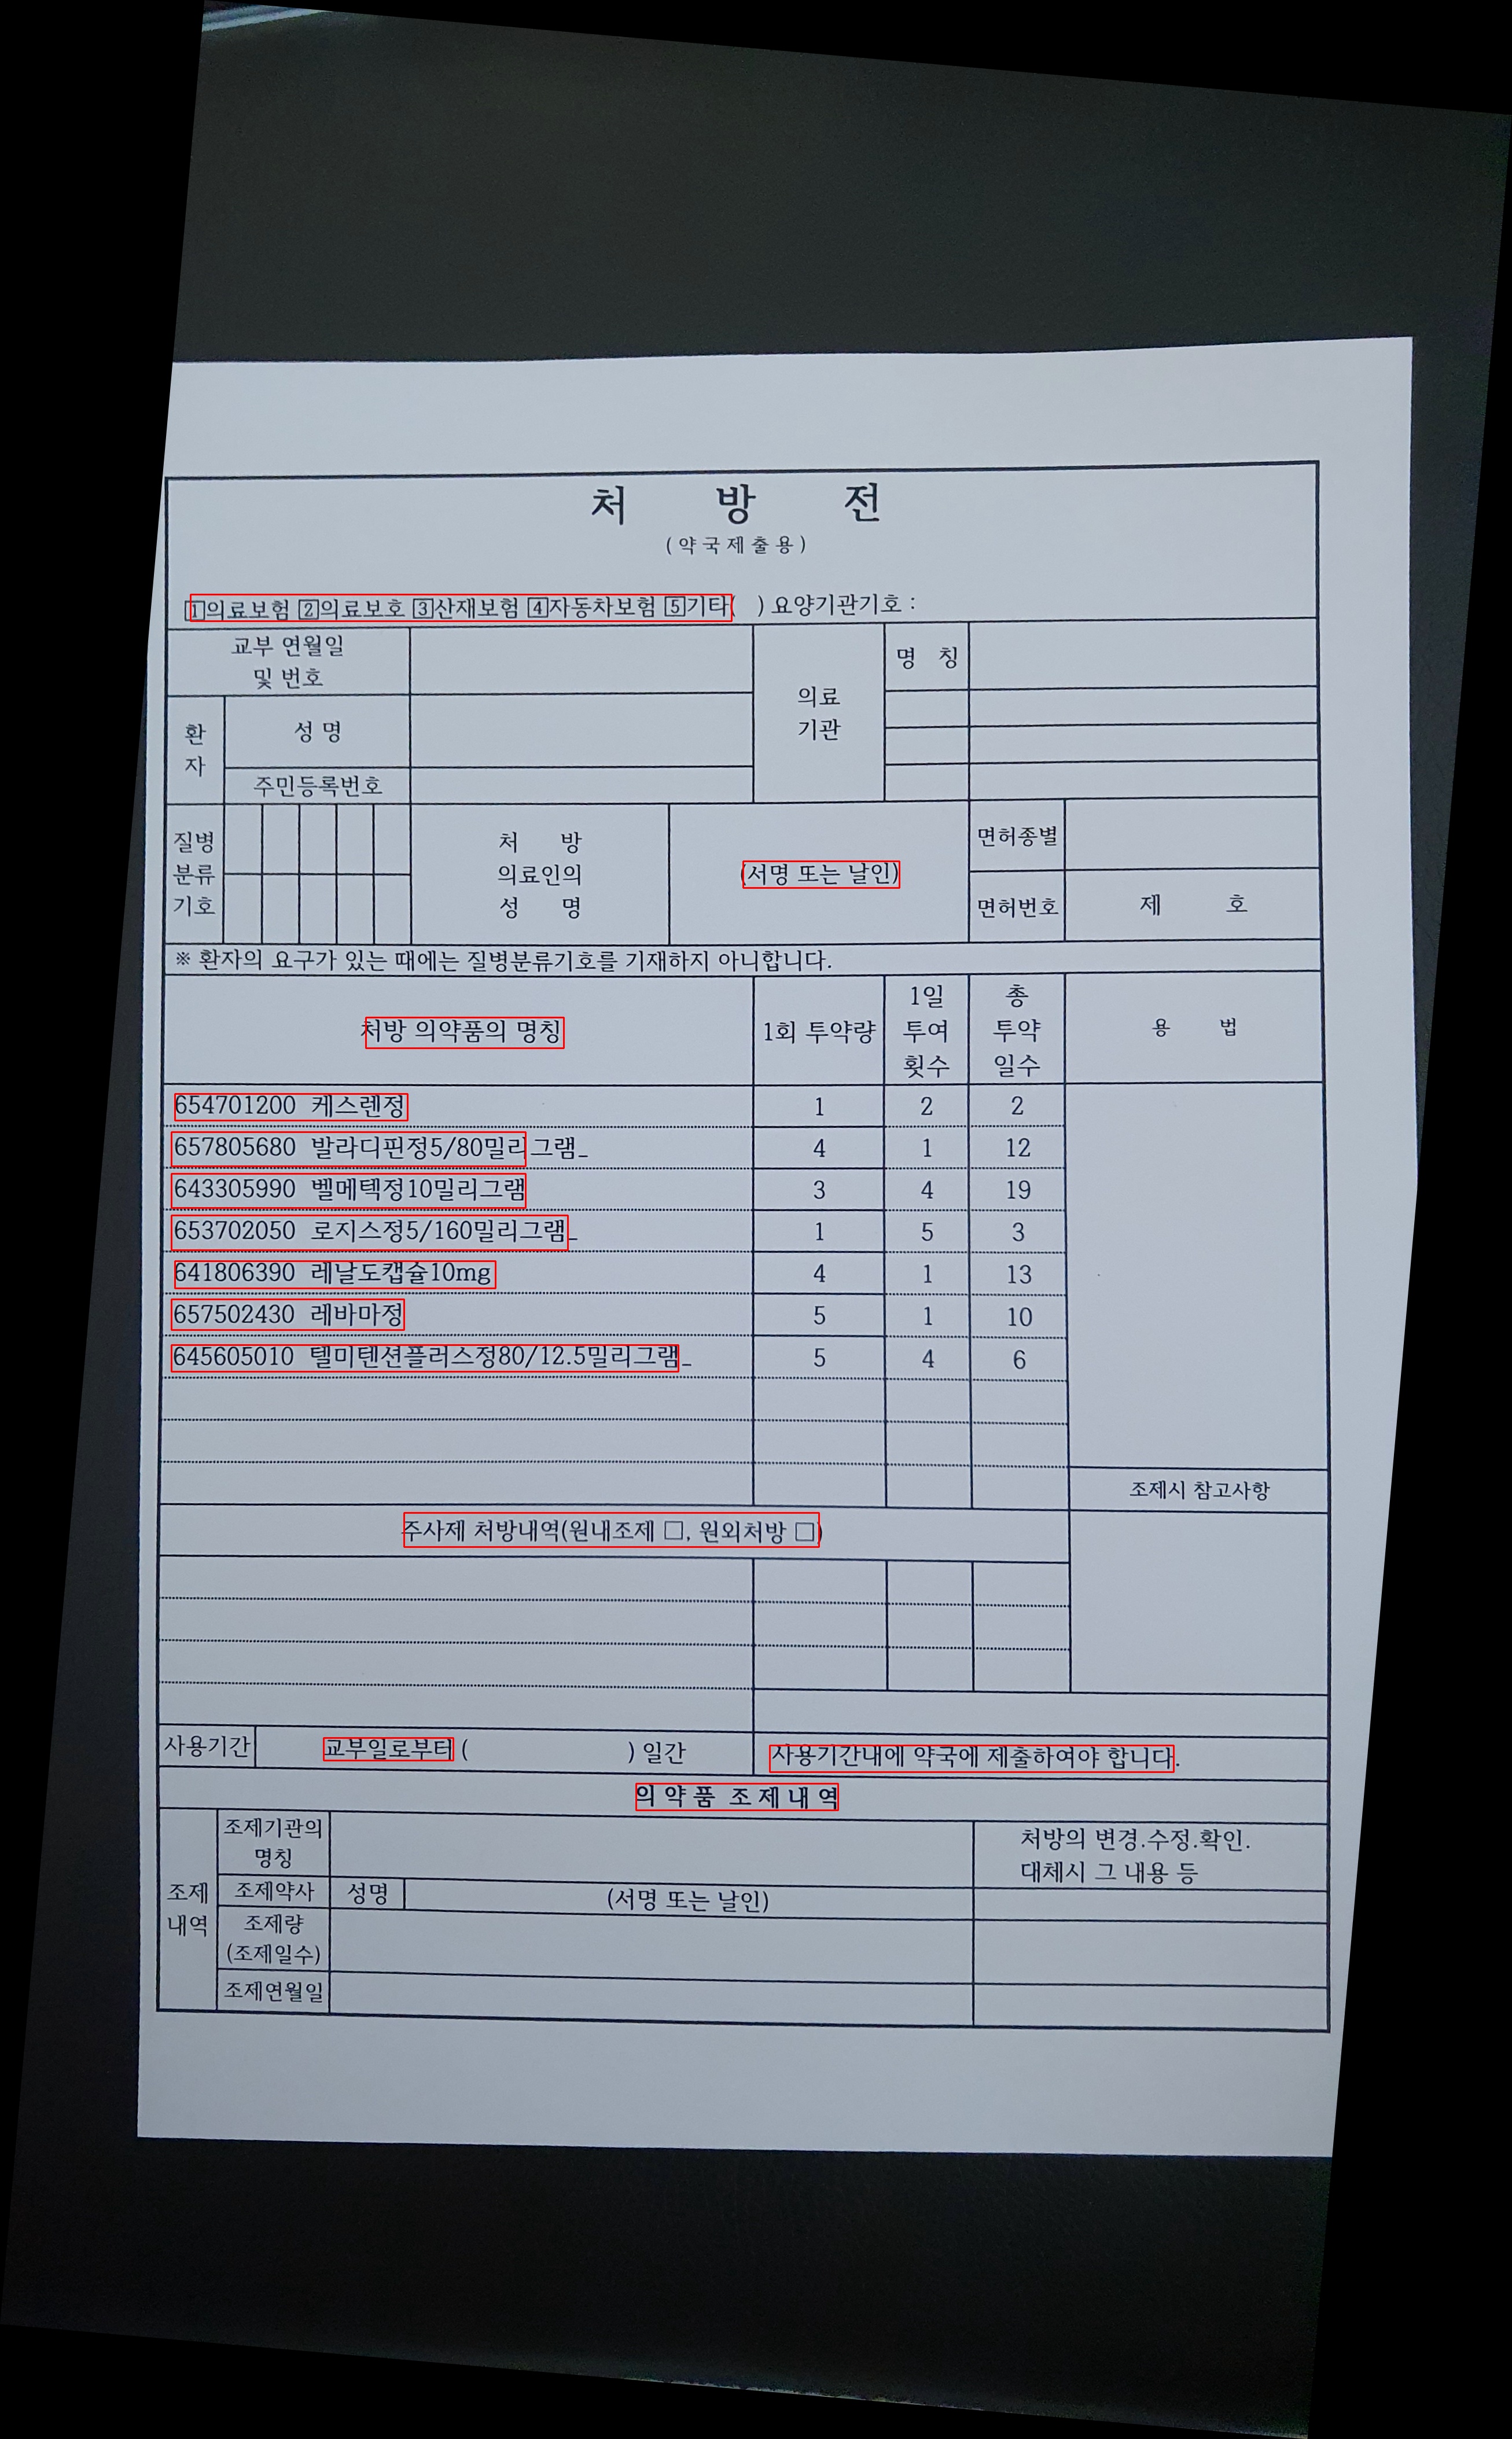 처 방 전
(약국제출용)
1의료보험 2의료보호 3산재보험 4자동차보험 5기타( ) 요양기관기호 :
교부 연월일
및 번호
의료
기관
명 칭
환
자
성 명
주민등록번호
질병
분류
기호
처 방
의료인의
성 명
(서명 또는 날인)
면허종별
면허번호
제 호
※ 환자의 요구가 있는 때에는 질병분류기호를 기재하지 아니합니다.
처방 의약품의 명칭
1회 투약량
1일
투여
횟수
총
투약
일수
용 법
654701200 케스렌정 1 2 2
657805680 발라디핀정5/80밀리그램_ 4 1 12
643305990 벨메텍정10밀리그램 3 4 19
653702050 로지스정5/160밀리그램_ 1 5 3
641806390 레날도캡슐10mg 4 1 13
657502430 레바마정 5 1 10
645605010 텔미텐션플러스정80/12.5밀리그램_ 5 4 6
조제시 참고사항
주사제 처방내역(원내조제 □, 원외처방 □)
사용기간
교부일로부터 ( ) 일간
사용기간내에 약국에 제출하여야 합니다.
의약품 조제내역
조제
내역
조제기관의
명칭
처방의 변경.수정.확인.
대체시 그 내용 등
조제약사
성명
(서명 또는 날인)
조제량
(조제일수)
조제연월일